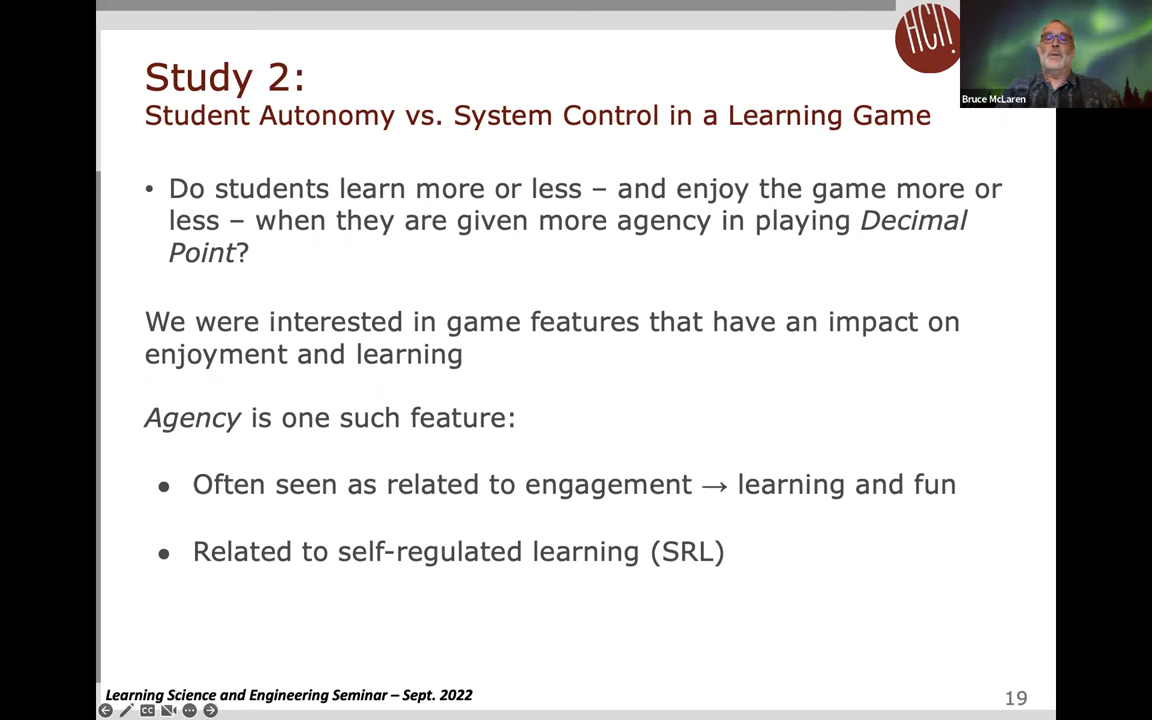 HCII
Bruce McLaren
Study 2:
Student Autonomy vs. System Control in a Learning Game
• Do students learn more or less – and enjoy the game more or
less – when they are given more agency in playing Decimal
Point?
We were interested in game features that have an impact on
enjoyment and learning
Agency is one such feature:
● Often seen as related to engagement → learning and fun
● Related to self-regulated learning (SRL)
Learning Science and Engineering Seminar – Sept. 2022
19
CC